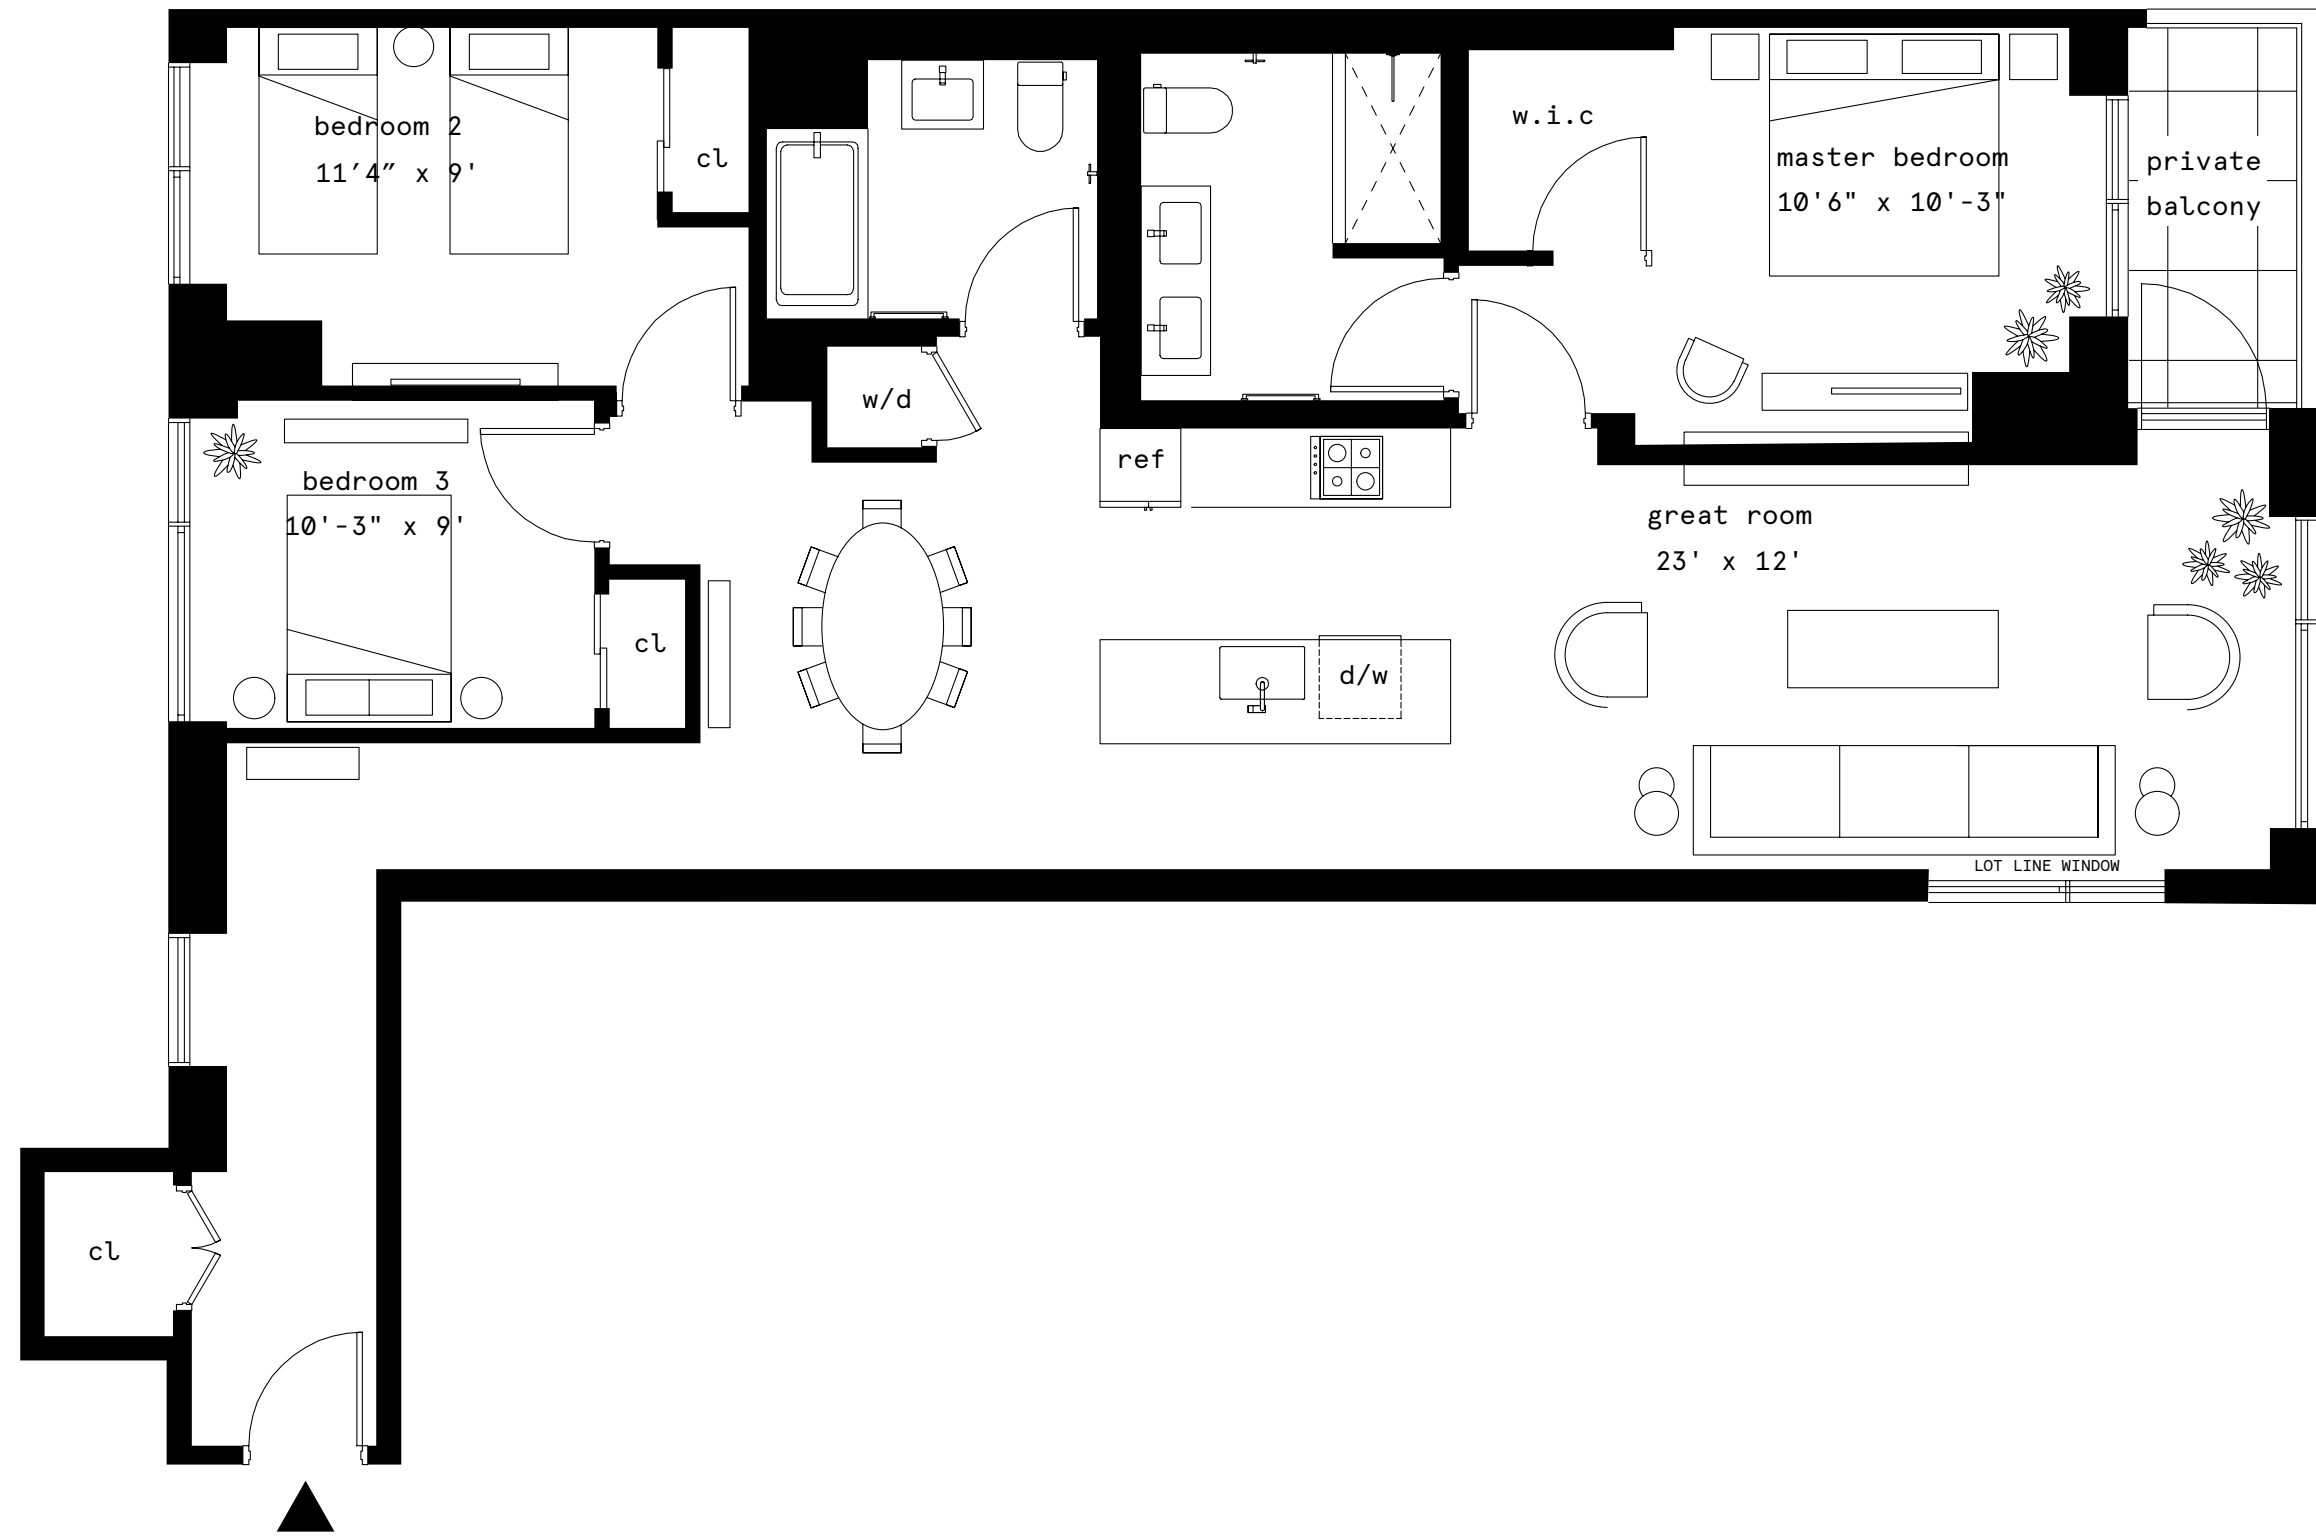 bedroom 2
11′4″ x 9'
cl
w.i.c
master bedroom
10'6" x 10'-3"
private
balcony
w/d
bedroom 3
10'-3" x 9'
cl
ref
great room
23' x 12'
d/w
LOT LINE WINDOW
cl